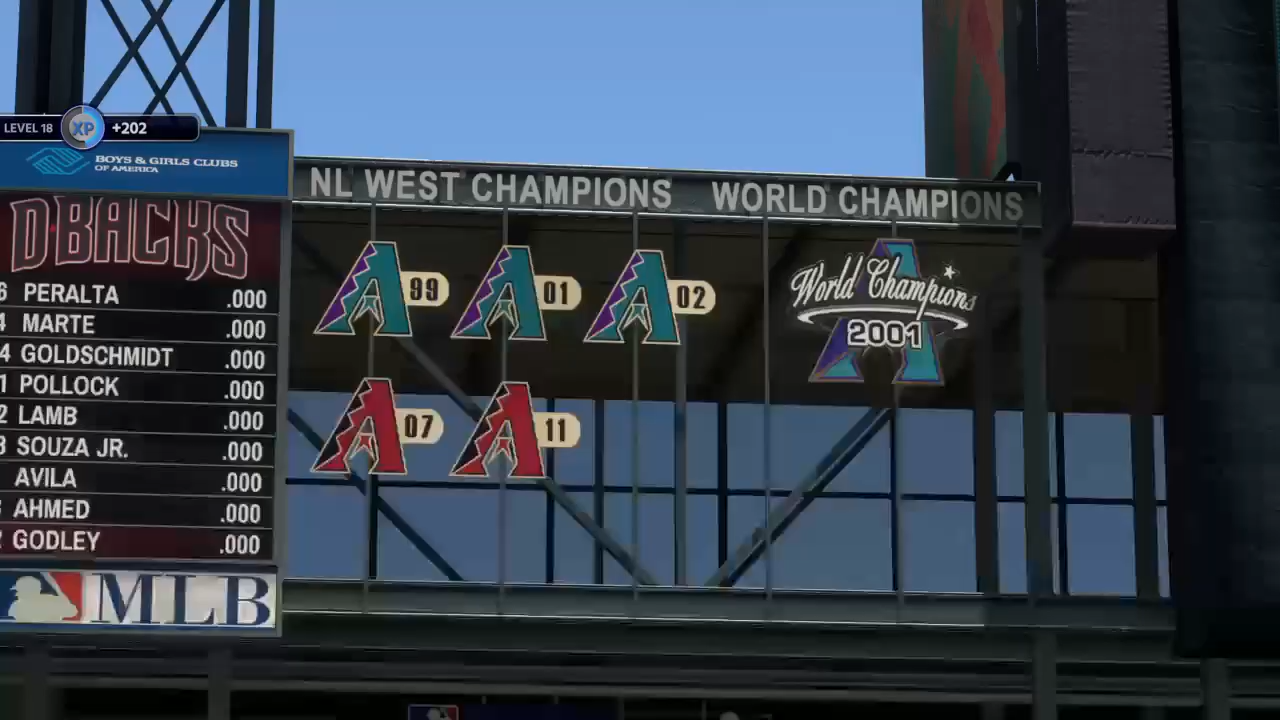 LEVEL 18 XP +202
BOYS & GIRLS CLUBS
OF AMERICA
D·BACKS
PERALTA .000
MARTE .000
GOLDSCHMIDT .000
POLLOCK .000
LAMB .000
SOUZA JR. .000
AVILA .000
AHMED .000
GODLEY .000
MLB
NL WEST CHAMPIONS
99
01
02
07
11
WORLD CHAMPIONS
World Champions
2001